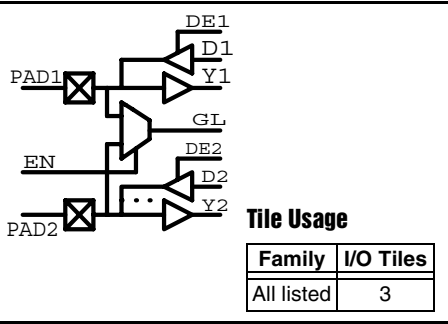 DE1
D1
PAD1
Y1
GL
DE2
EN
D2
Y2
PAD2
Tile Usage
Family I/O Tiles
All listed 3